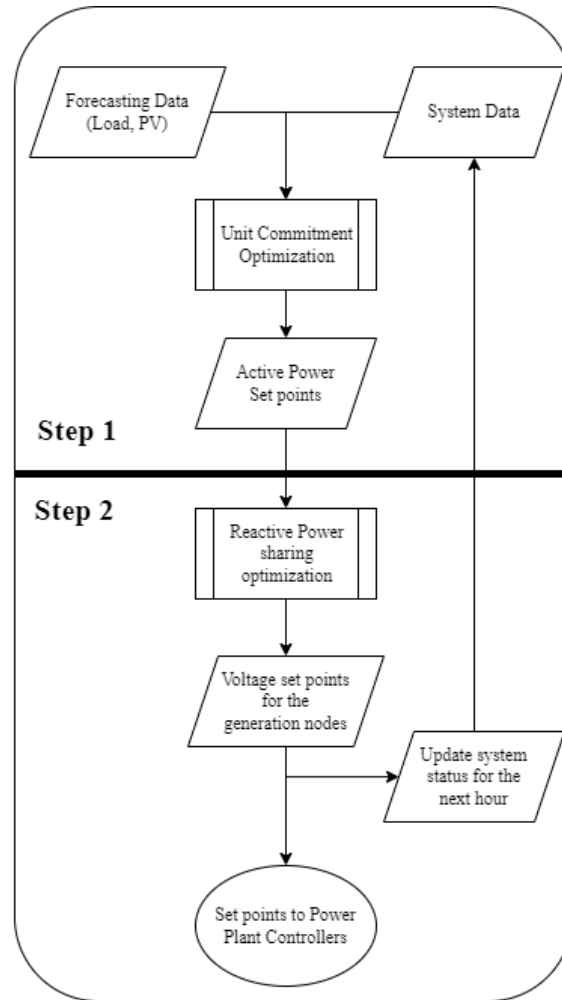 Forecasting Data
(Load, PV)
System Data
Unit Commitment
Optimization
Active Power
Set points
Step 1
Step 2
Reactive Power
sharing
optimization
Voltage set points
for the
generation nodes
Update system
status for the
next hour
Set points to Power
Plant Controllers